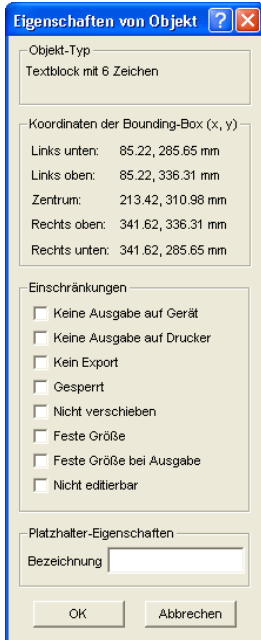 Eigenschaften von Objekt
Objekt-Typ
Textblock mit 6 Zeichen
Koordinaten der Bounding-Box (x, y)
Links unten: 85.22, 285.65 mm
Links oben: 85.22, 336.31 mm
Zentrum: 213.42, 310.98 mm
Rechts oben: 341.62, 336.31 mm
Rechts unten: 341.62, 285.65 mm
Einschränkungen
Keine Ausgabe auf Gerät
Keine Ausgabe auf Drucker
Kein Export
Gesperrt
Nicht verschieben
Feste Größe
Feste Größe bei Ausgabe
Nicht editierbar
Platzhalter-Eigenschaften
Bezeichnung
OK Abbrechen